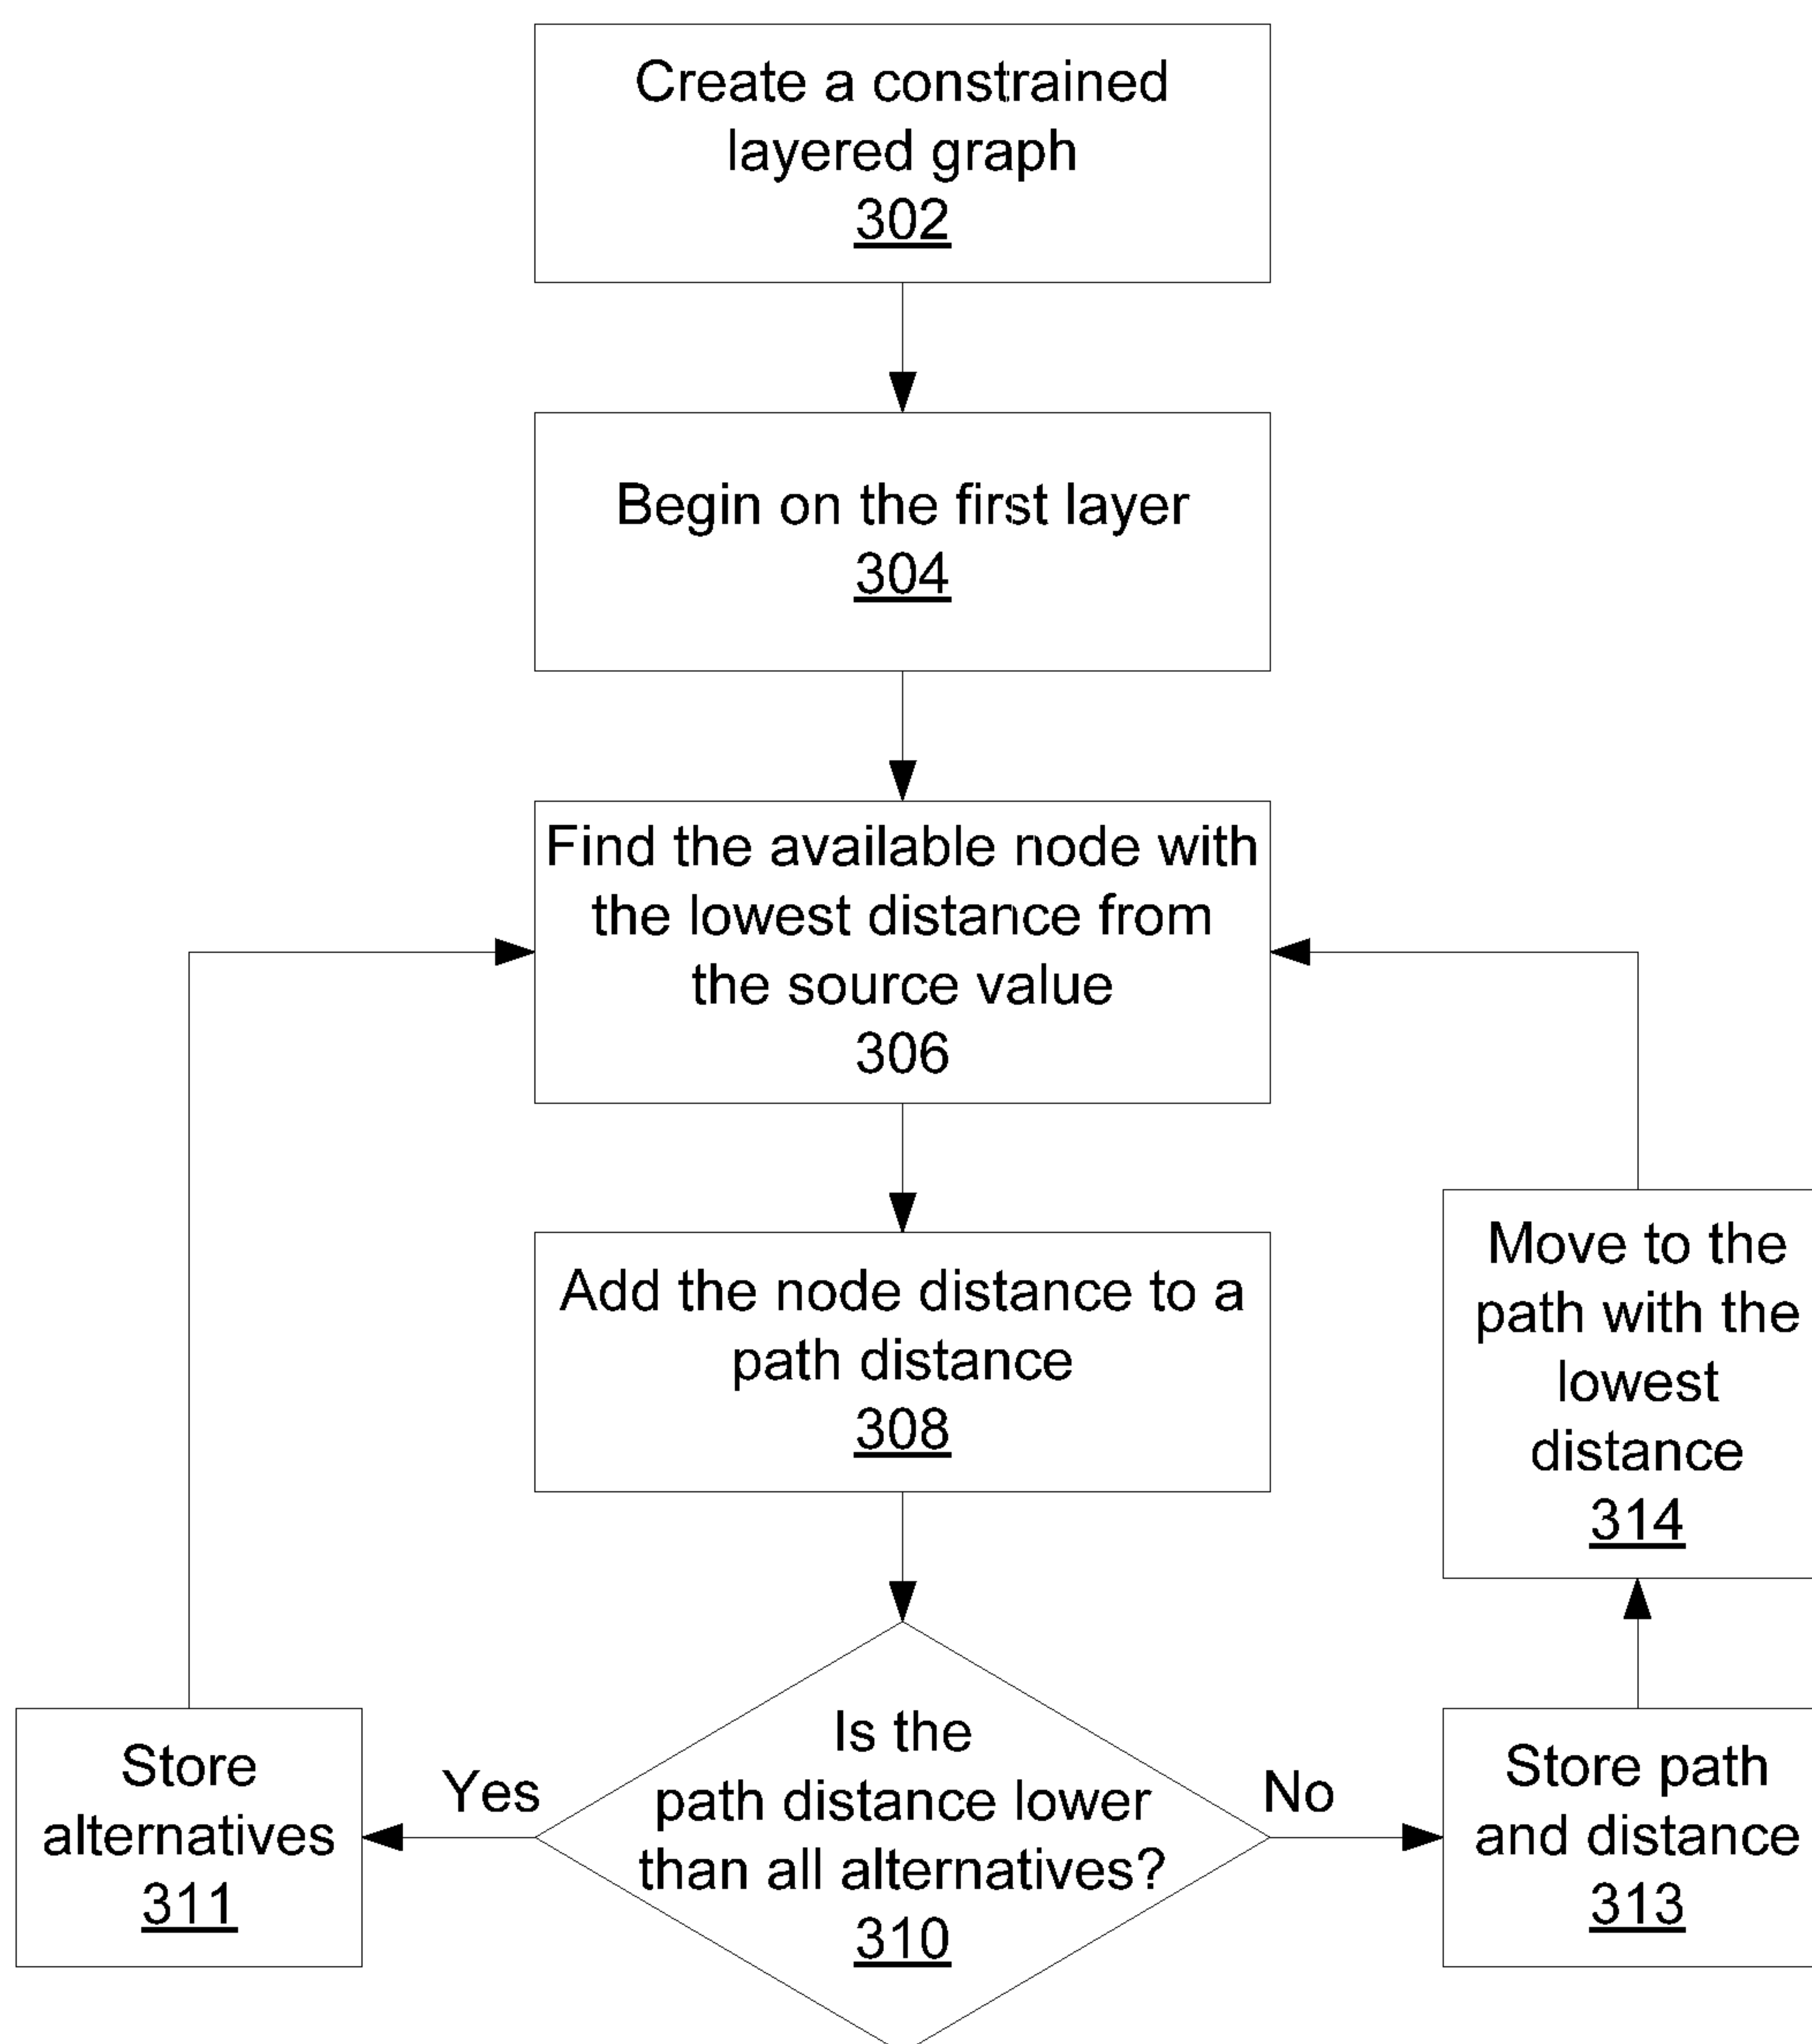 Create a constrained
layered graph
302
Begin on the first layer
304
Find the available node with
the lowest distance from
the source value
306
Add the node distance to a
path distance
308
Move to the
path with the
lowest
distance
314
Is the
path distance lower
than all alternatives?
310
Yes
No
Store
alternatives
311
Store path
and distance
313